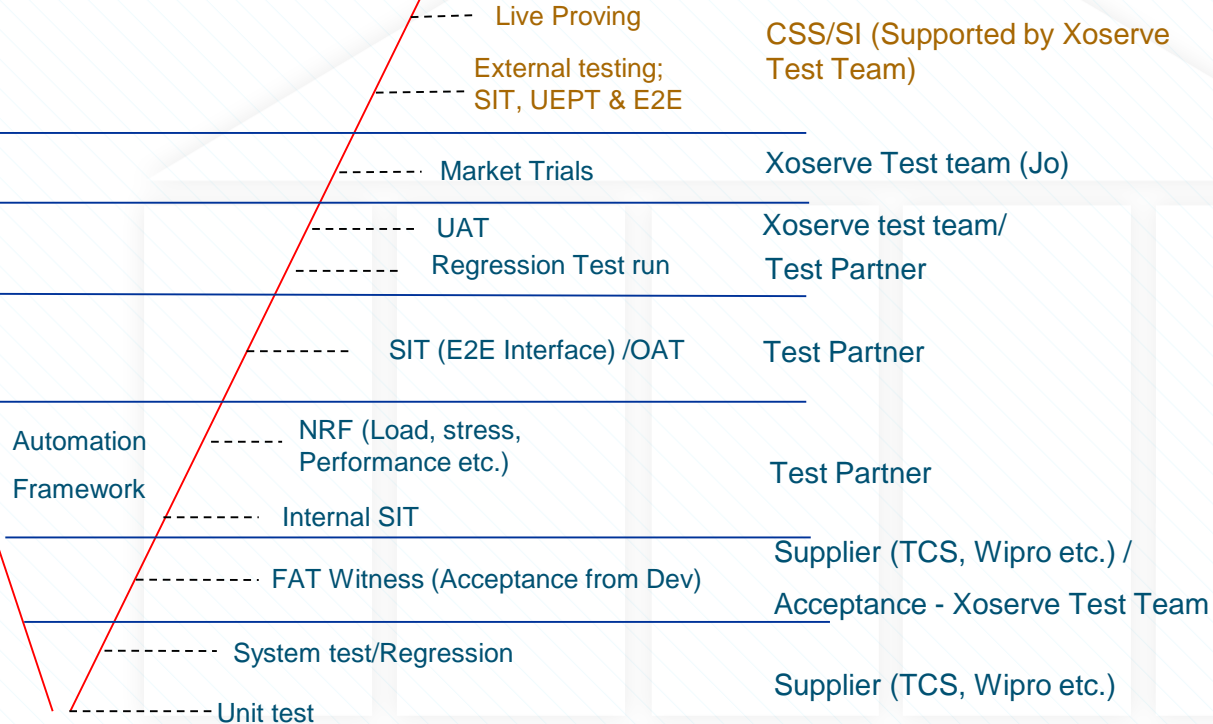 Live Proving
CSS/SI (Supported by Xoserve
Test Team)
External testing;
SIT, UEPT & E2E
Market Trials
Xoserve Test team (Jo)
UAT
Xoserve test team/
Regression Test run
Test Partner
SIT (E2E Interface) /OAT
Test Partner
Automation
Framework
NRF (Load, stress,
Performance etc.)
Test Partner
Internal SIT
Supplier (TCS, Wipro etc.) /
FAT Witness (Acceptance from Dev)
Acceptance - Xoserve Test Team
System test/Regression
Supplier (TCS, Wipro etc.)
Unit test